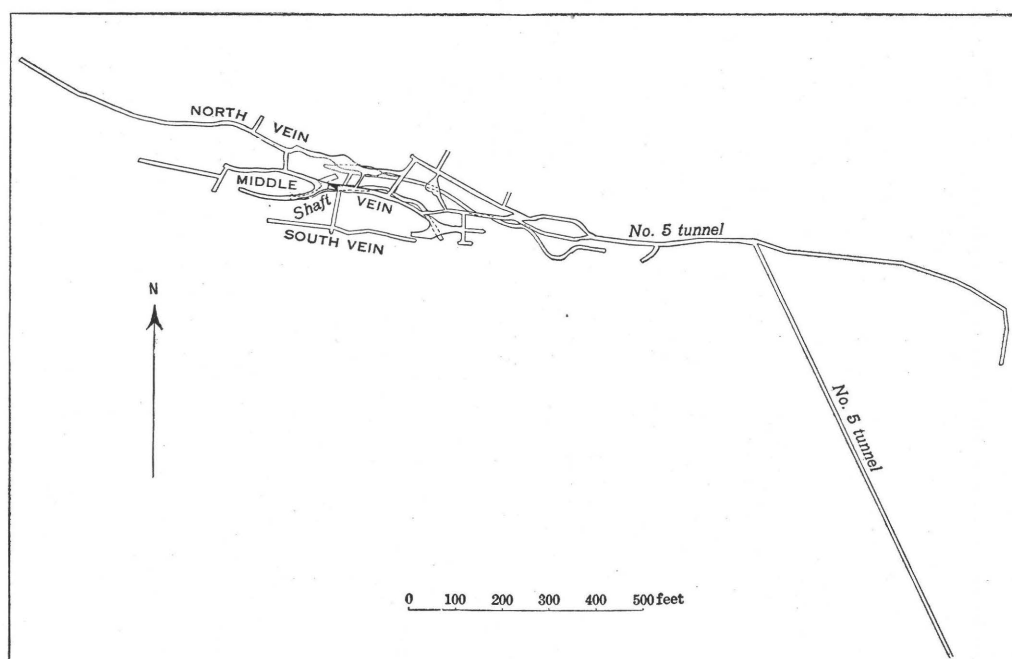 NORTH VEIN
MIDDLE VEIN
Shaft
SOUTH VEIN
No. 5 tunnel
N
No. 5 tunnel
0 100 200 300 400 500 feet